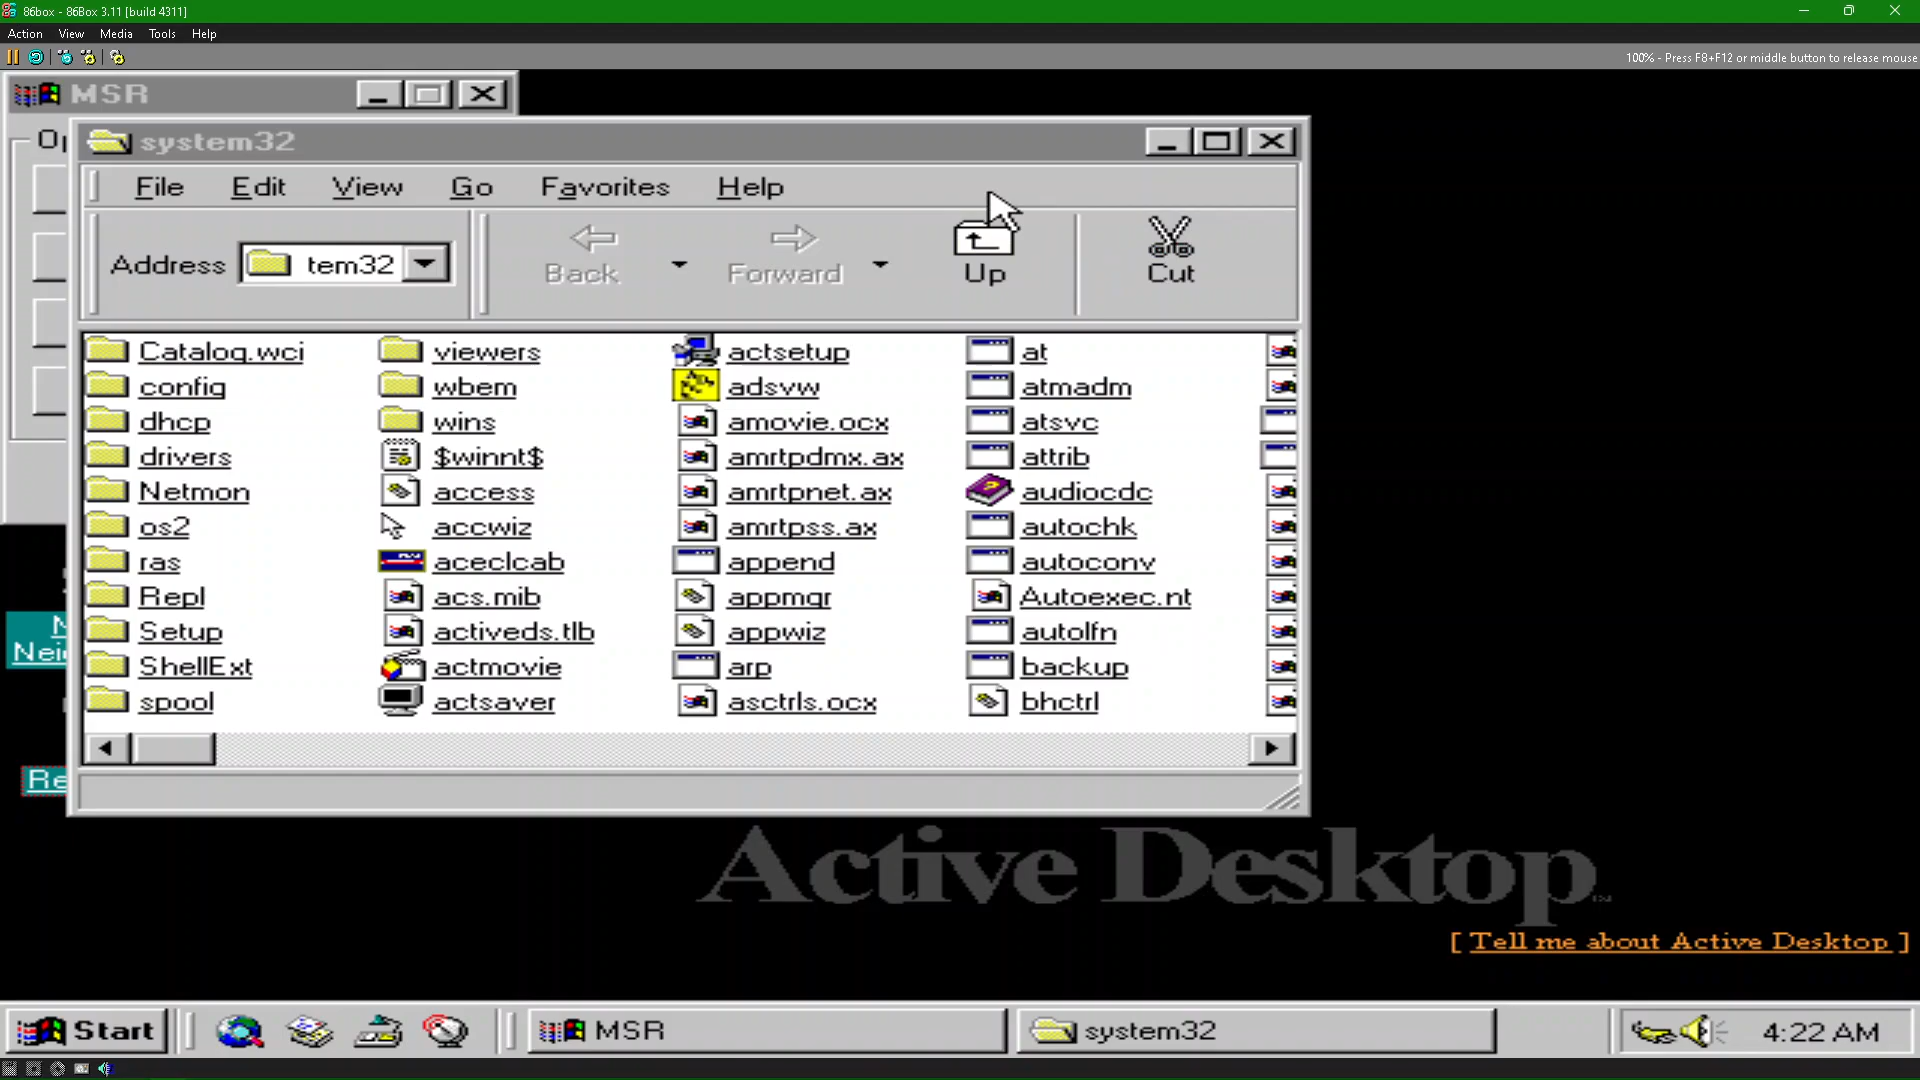 86box - 86Box 3.11 [build 4311]
Action View Media Tools Help
100% - Press F8+F12 or middle button to release mouse
MSR
system32
File Edit View Go Favorites Help
Address tem32 Back Forward Up Cut
Catalog.wci viewers actsetup at
config wbem adsvw atmadm
dhcp wins amovie.ocx atsvc
drivers $winnt$ amrtpdmx.ax attrib
Netmon access amrtpnet.ax audiocdc
os2 accwiz amrtpss.ax autochk
ras aceclcab append autoconv
Repl acs.mib appmgr Autoexec.nt
Setup activeds.tlb appwiz autolfn
ShellExt actmovie arp backup
spool actsaver asctrls.ocx bhctrl
Active Desktop
[ Tell me about Active Desktop ]
Start MSR system32 4:22 AM